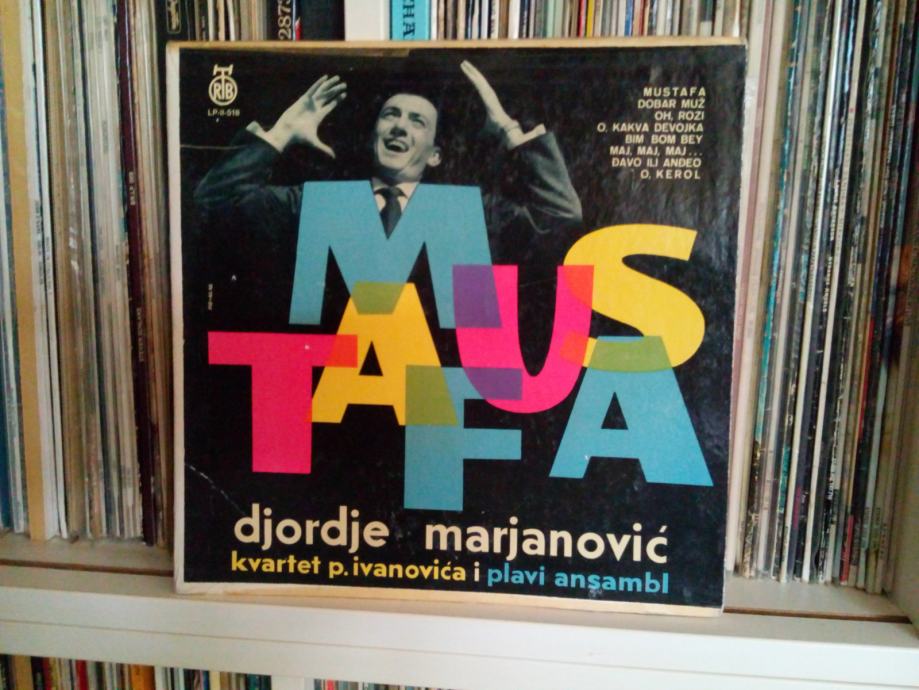 RTB
LP-II-518
MUSTAFA
DOBAR MUŽ
OH, ROZI
O, KAKVA DEVOJKA
BIM BOM BEY
MAJ, MAJ, MAJ...
ĐAVO ILI ANĐEO
O, KEROL
MUSTAFA
djordje marjanović
kvartet p. ivanovića i plavi ansambl